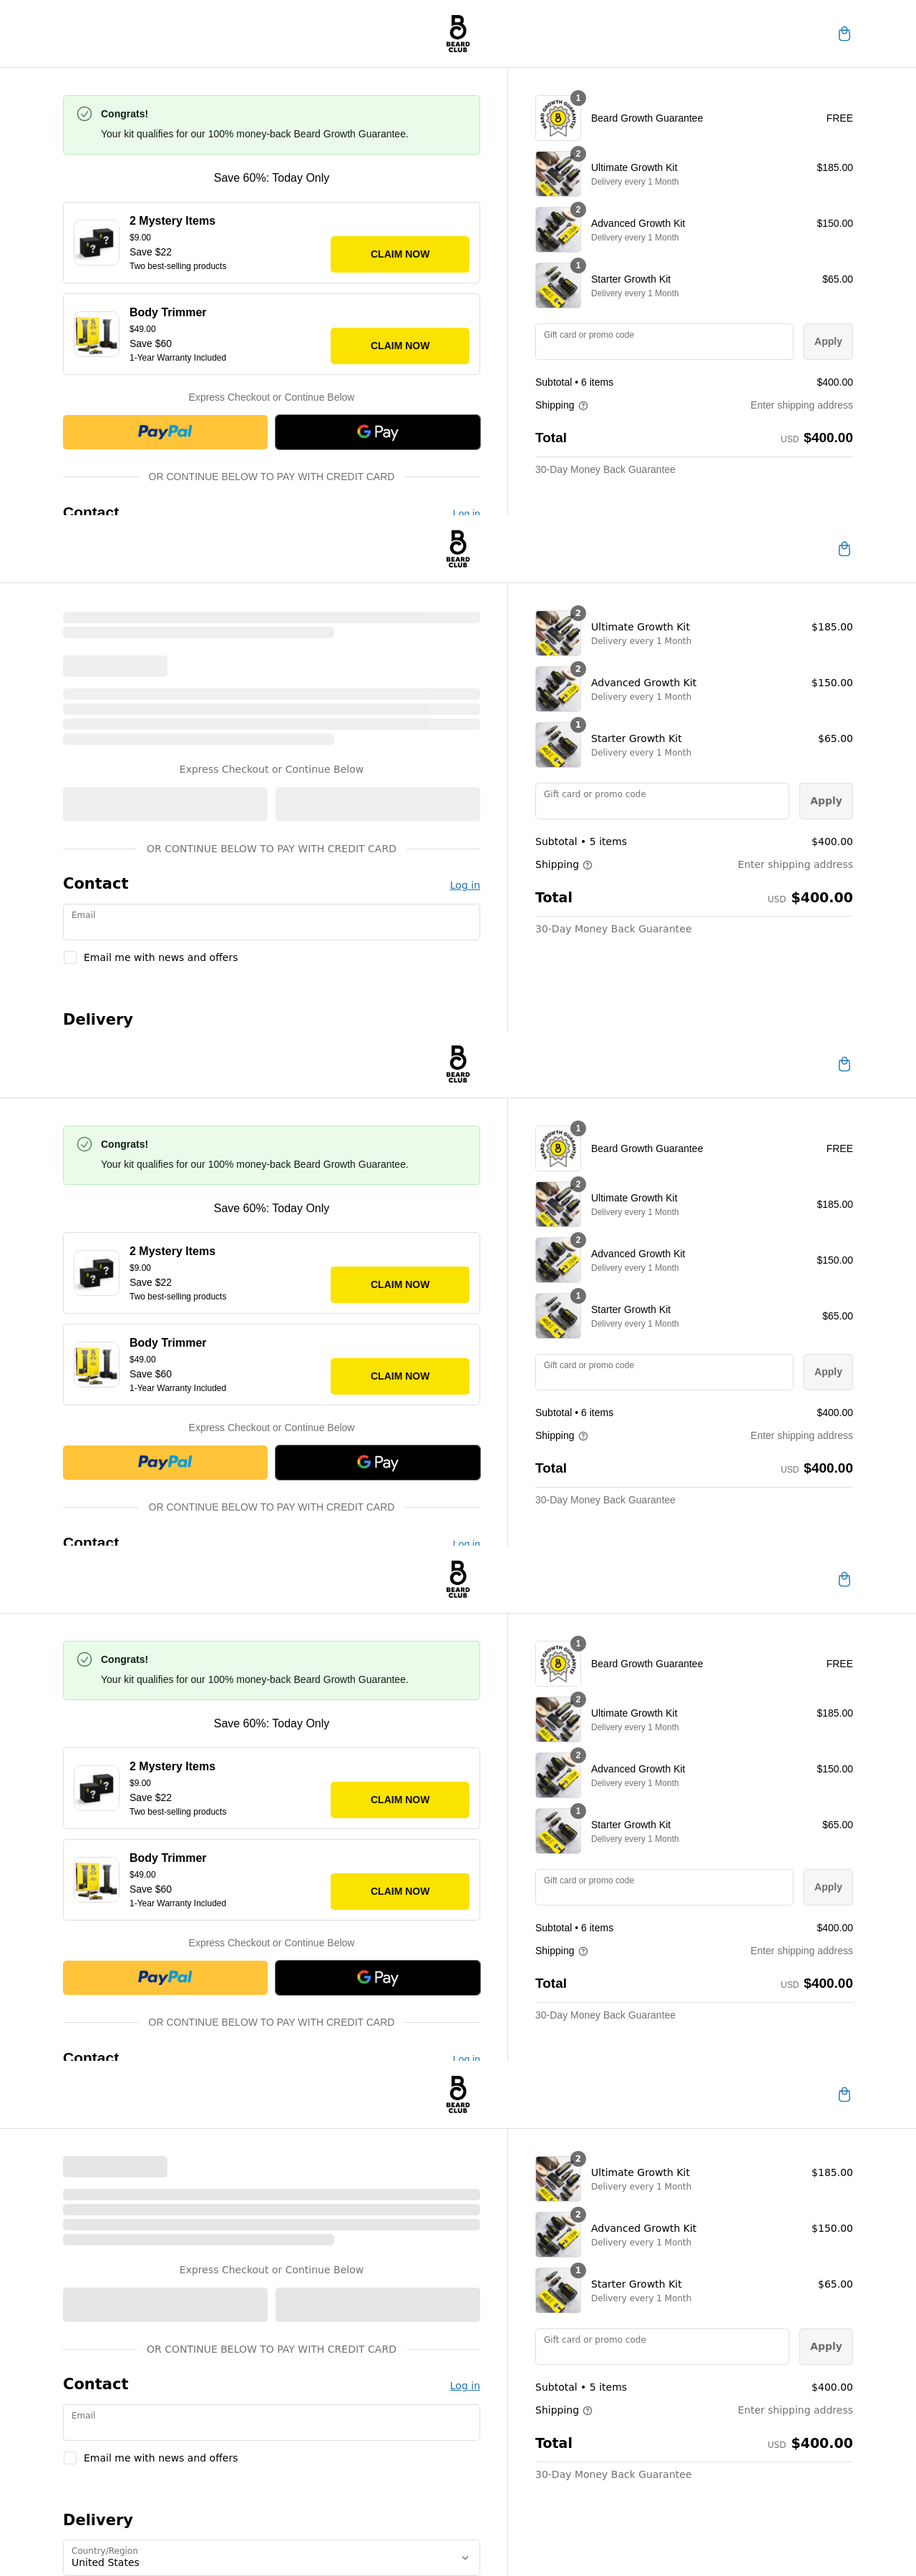 BEARD
CLUB
Congrats!
Your kit qualifies for our 100% money-back Beard Growth Guarantee.
Save 60%: Today Only
2 Mystery Items
$9.00
Save $22
Two best-selling products
CLAIM NOW
Body Trimmer
$49.00
Save $60
1-Year Warranty Included
CLAIM NOW
Express Checkout or Continue Below
PayPal
G Pay
OR CONTINUE BELOW TO PAY WITH CREDIT CARD
Contact
Log in
BEARD GROWTH GUARANTEE
1
Beard Growth Guarantee
FREE
2
Ultimate Growth Kit
Delivery every 1 Month
$185.00
2
Advanced Growth Kit
Delivery every 1 Month
$150.00
1
Starter Growth Kit
Delivery every 1 Month
$65.00
Gift card or promo code
Apply
Subtotal • 6 items
$400.00
Shipping
Enter shipping address
Total
USD $400.00
30-Day Money Back Guarantee
BEARD
CLUB
Express Checkout or Continue Below
OR CONTINUE BELOW TO PAY WITH CREDIT CARD
Contact
Log in
Email
Email me with news and offers
Delivery
2
Ultimate Growth Kit
Delivery every 1 Month
$185.00
2
Advanced Growth Kit
Delivery every 1 Month
$150.00
1
Starter Growth Kit
Delivery every 1 Month
$65.00
Gift card or promo code
Apply
Subtotal • 5 items
$400.00
Shipping
Enter shipping address
Total
USD $400.00
30-Day Money Back Guarantee
BEARD
CLUB
Congrats!
Your kit qualifies for our 100% money-back Beard Growth Guarantee.
Save 60%: Today Only
2 Mystery Items
$9.00
Save $22
Two best-selling products
CLAIM NOW
Body Trimmer
$49.00
Save $60
1-Year Warranty Included
CLAIM NOW
Express Checkout or Continue Below
PayPal
G Pay
OR CONTINUE BELOW TO PAY WITH CREDIT CARD
Contact
Log in
BEARD GROWTH GUARANTEE
1
Beard Growth Guarantee
FREE
2
Ultimate Growth Kit
Delivery every 1 Month
$185.00
2
Advanced Growth Kit
Delivery every 1 Month
$150.00
1
Starter Growth Kit
Delivery every 1 Month
$65.00
Gift card or promo code
Apply
Subtotal • 6 items
$400.00
Shipping
Enter shipping address
Total
USD $400.00
30-Day Money Back Guarantee
BEARD
CLUB
Congrats!
Your kit qualifies for our 100% money-back Beard Growth Guarantee.
Save 60%: Today Only
2 Mystery Items
$9.00
Save $22
Two best-selling products
CLAIM NOW
Body Trimmer
$49.00
Save $60
1-Year Warranty Included
CLAIM NOW
Express Checkout or Continue Below
PayPal
G Pay
OR CONTINUE BELOW TO PAY WITH CREDIT CARD
Contact
Log in
BEARD GROWTH GUARANTEE
1
Beard Growth Guarantee
FREE
2
Ultimate Growth Kit
Delivery every 1 Month
$185.00
2
Advanced Growth Kit
Delivery every 1 Month
$150.00
1
Starter Growth Kit
Delivery every 1 Month
$65.00
Gift card or promo code
Apply
Subtotal • 6 items
$400.00
Shipping
Enter shipping address
Total
USD $400.00
30-Day Money Back Guarantee
BEARD
CLUB
Express Checkout or Continue Below
OR CONTINUE BELOW TO PAY WITH CREDIT CARD
Contact
Log in
Email
Email me with news and offers
Delivery
Country/Region
United States
2
Ultimate Growth Kit
Delivery every 1 Month
$185.00
2
Advanced Growth Kit
Delivery every 1 Month
$150.00
1
Starter Growth Kit
Delivery every 1 Month
$65.00
Gift card or promo code
Apply
Subtotal • 5 items
$400.00
Shipping
Enter shipping address
Total
USD $400.00
30-Day Money Back Guarantee